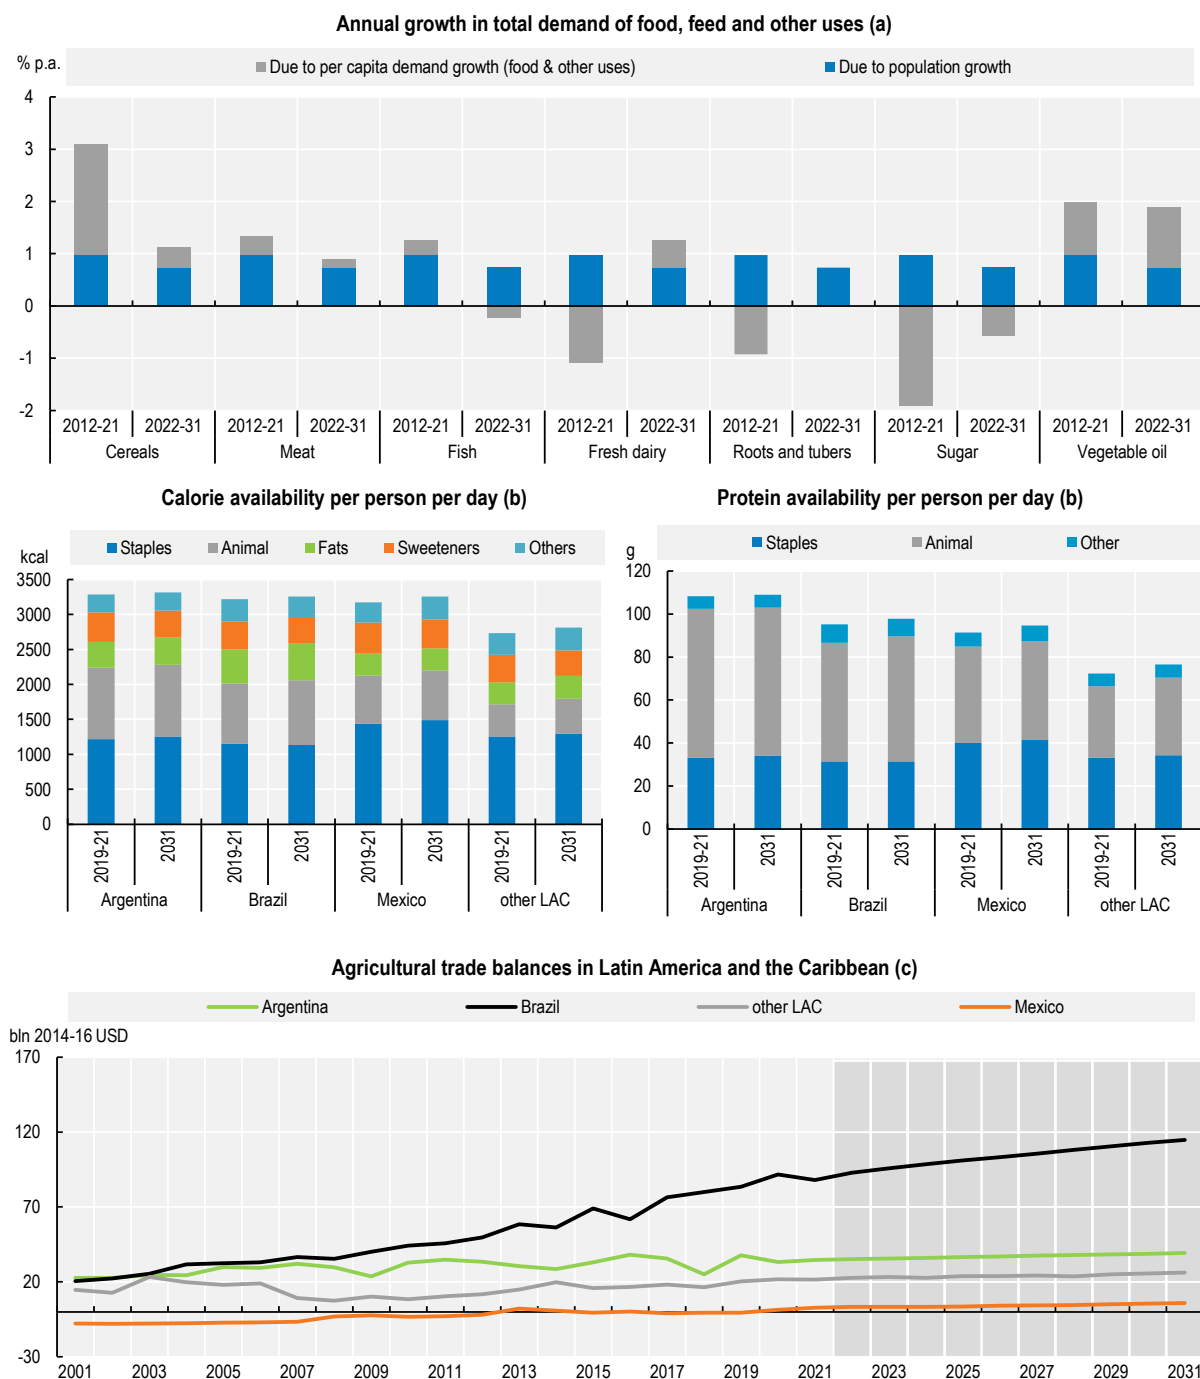 Annual growth in total demand of food, feed and other uses (a)
% p.a.
Due to per capita demand growth (food & other uses)
Due to population growth
4
3
2
1
0
-1
-2
2012-21 2022-31 2012-21 2022-31 2012-21 2022-31 2012-21 2022-31 2012-21 2022-31 2012-21 2022-31 2012-21 2022-31
Cereals Meat Fish Fresh dairy Roots and tubers Sugar Vegetable oil
Calorie availability per person per day (b)
kcal
Staples Animal Fats Sweeteners Others
3500
3000
2500
2000
1500
1000
500
0
2019-21 2031 2019-21 2031 2019-21 2031 2019-21 2031
Argentina Brazil Mexico other LAC
Protein availability per person per day (b)
g
Staples Animal Other
120
100
80
60
40
20
0
2019-21 2031 2019-21 2031 2019-21 2031 2019-21 2031
Argentina Brazil Mexico other LAC
Agricultural trade balances in Latin America and the Caribbean (c)
Argentina Brazil other LAC Mexico
bln 2014-16 USD
170
120
70
20
-30
2001 2003 2005 2007 2009 2011 2013 2015 2017 2019 2021 2023 2025 2027 2029 2031